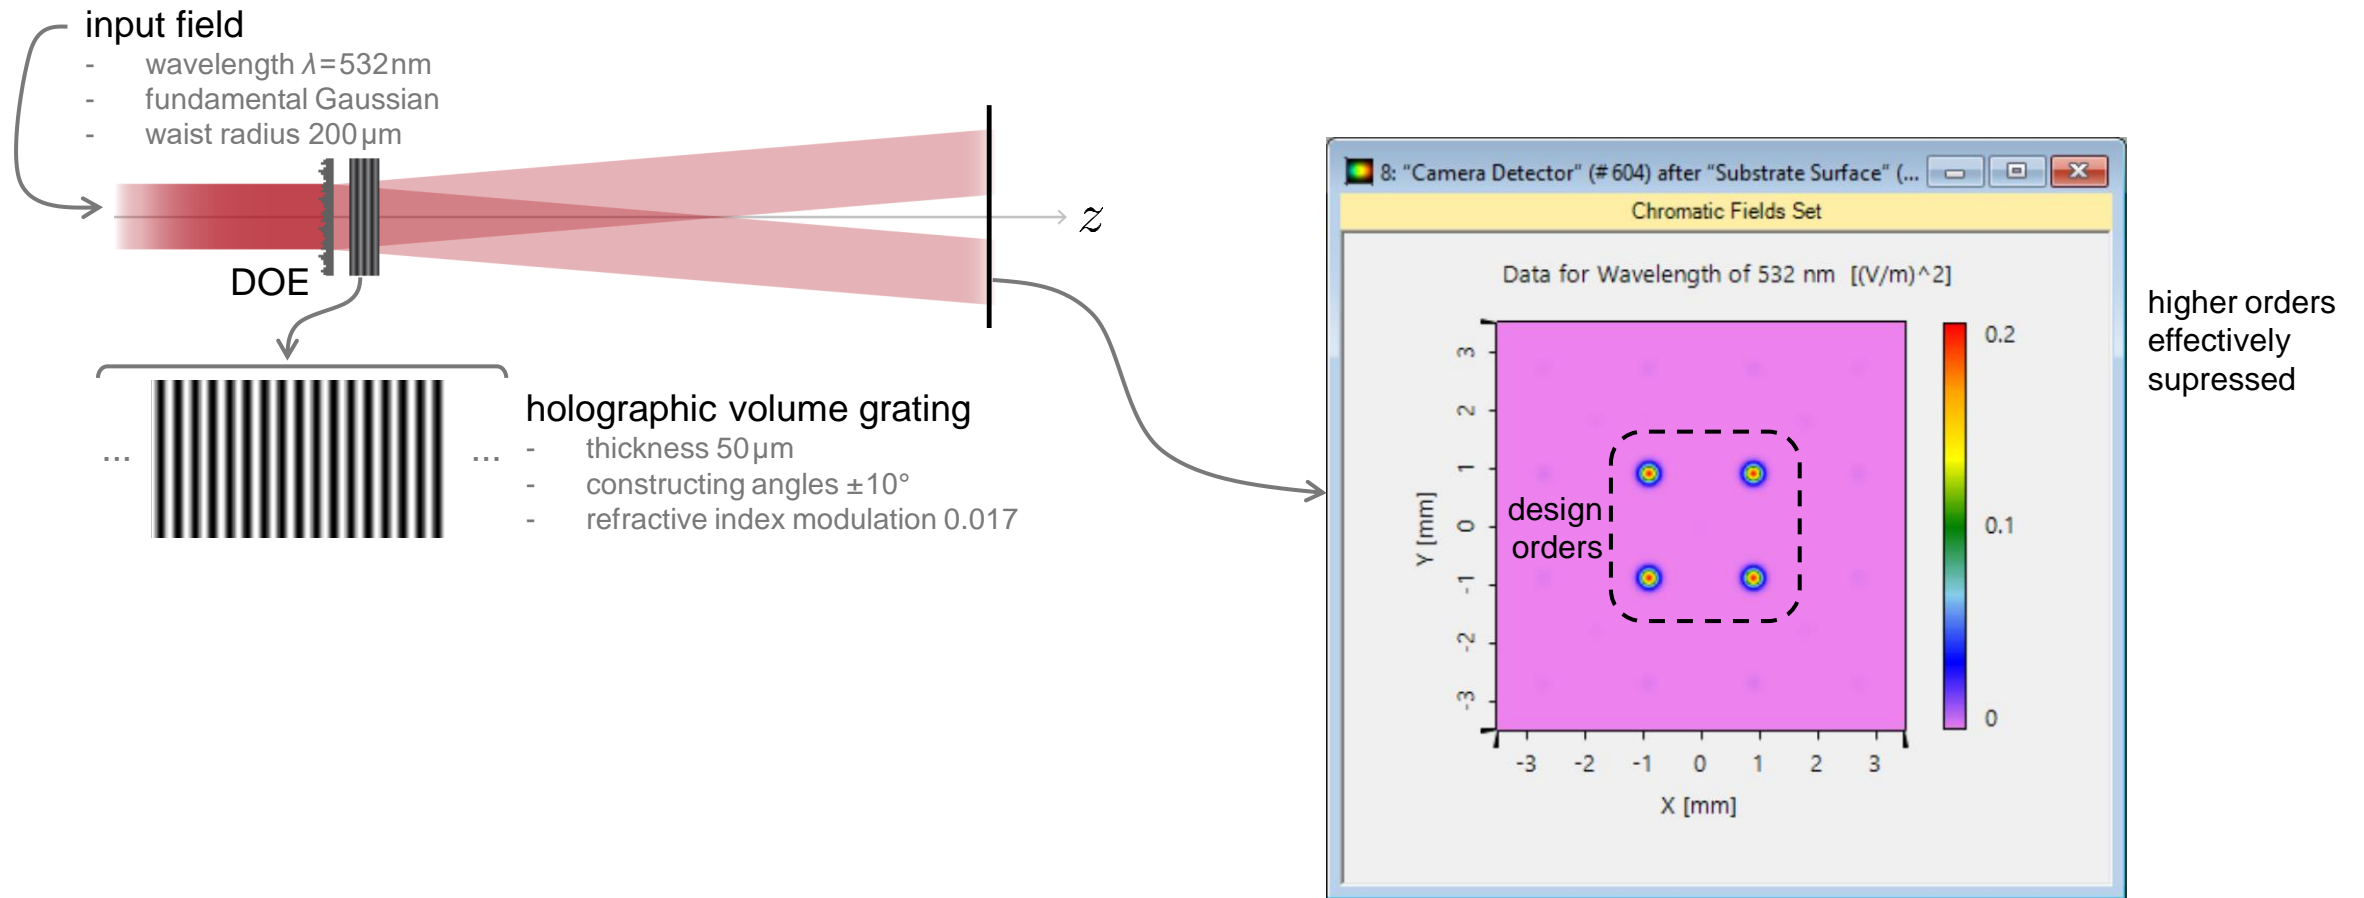 input field
- wavelength λ=532nm
- fundamental Gaussian
- waist radius 200µm
DOE
z
... ...
holographic volume grating
- thickness 50µm
- constructing angles ±10°
- refractive index modulation 0.017
8: "Camera Detector" (#604) after "Substrate Surface" (...
Chromatic Fields Set
Data for Wavelength of 532 nm [(V/m)^2]
3
2
1
0
-1
-2
-3
Y [mm]
-3 -2 -1 0 1 2 3
X [mm]
design
orders
0.2
0.1
0
higher orders
effectively
supressed